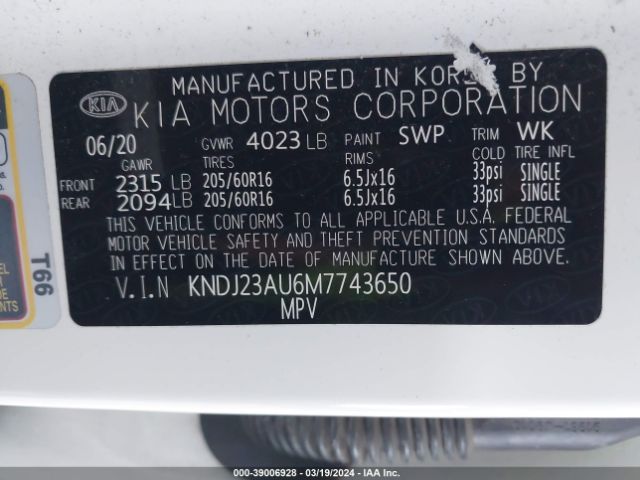 MANUFACTURED IN KOREA BY
KIA KIA MOTORS CORPORATION
06/20 GVWR 4023 LB PAINT SWP TRIM WK
GAWR TIRES RIMS COLD TIRE INFL
FRONT 2315 LB 205/60R16 6.5Jx16 33psi SINGLE
REAR 2094 LB 205/60R16 6.5Jx16 33psi SINGLE
THIS VEHICLE CONFORMS TO ALL APPLICABLE U.S.A. FEDERAL
MOTOR VEHICLE SAFETY AND THEFT PREVENTION STANDARDS
IN EFFECT ON THE DATE OF MANUFACTURE SHOWN ABOVE.
V.I.N KNDJ23AU6M7743650
MPV
T66
000-39006928 - 03/19/2024 - IAAI.COM